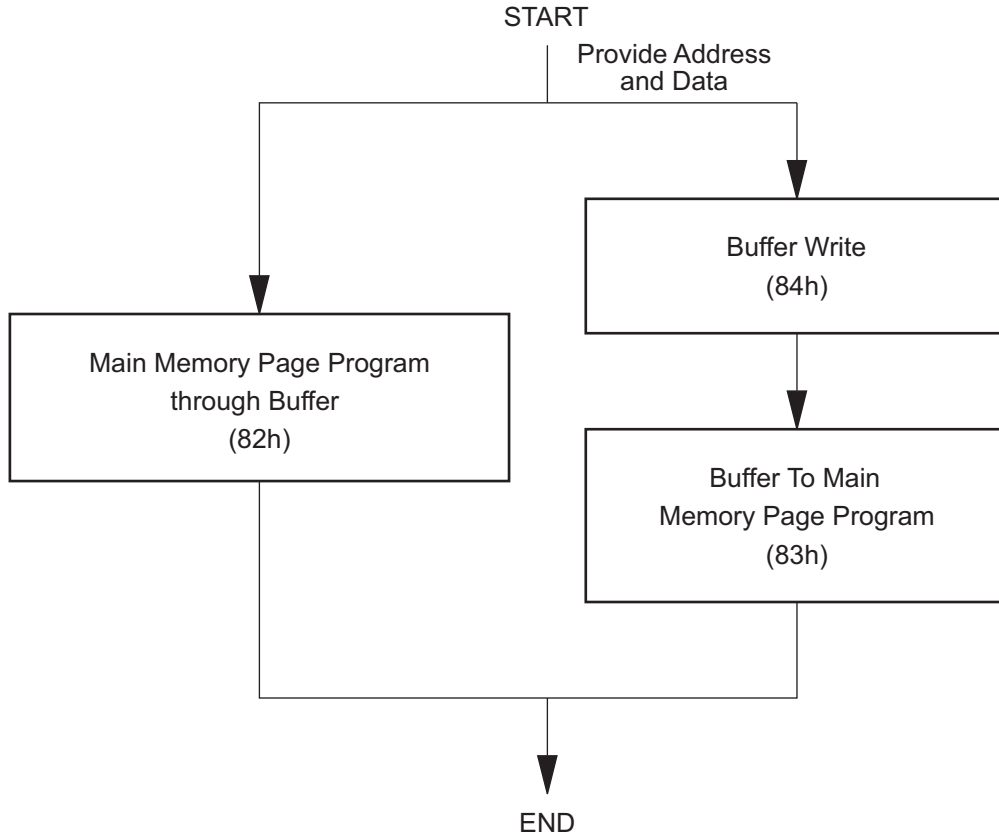 START
Provide Address
and Data
Buffer Write
(84h)
Main Memory Page Program
through Buffer
(82h)
Buffer To Main
Memory Page Program
(83h)
END